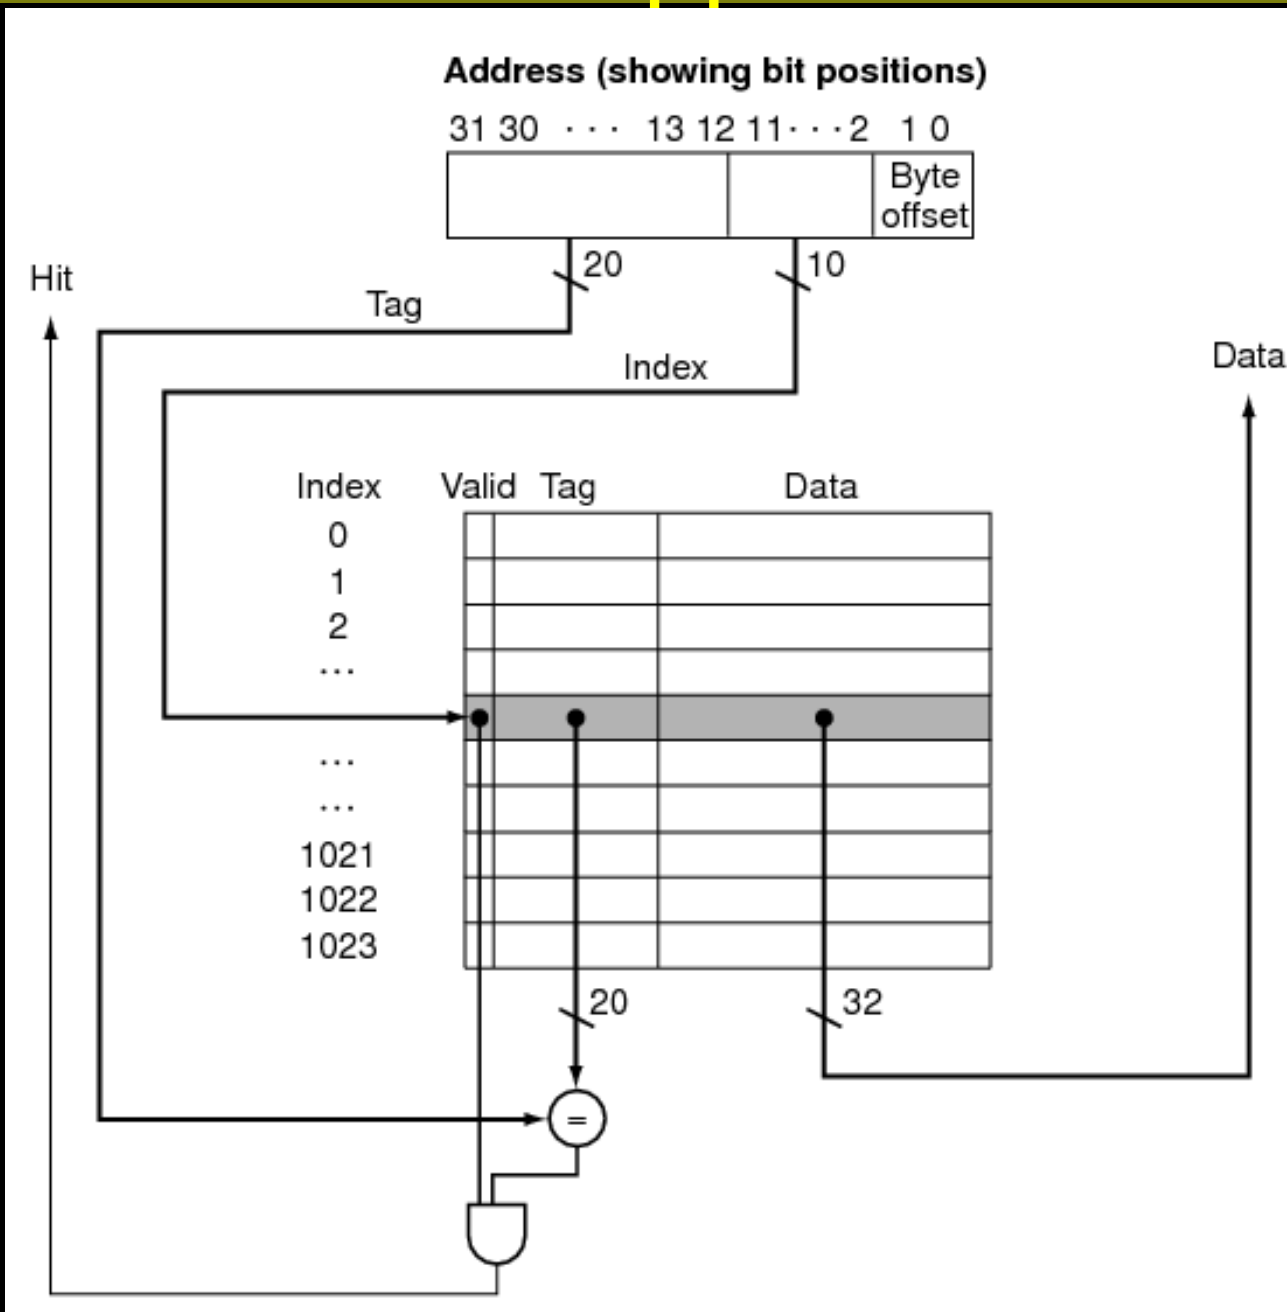 Address (showing bit positions)
31 30 ··· 13 12 11 ··· 2 1 0
Byte
offset
20 10
Hit
Tag
Data
Index
Index Valid Tag Data
0
1
2
...
...
...
1021
1022
1023
20 32
=